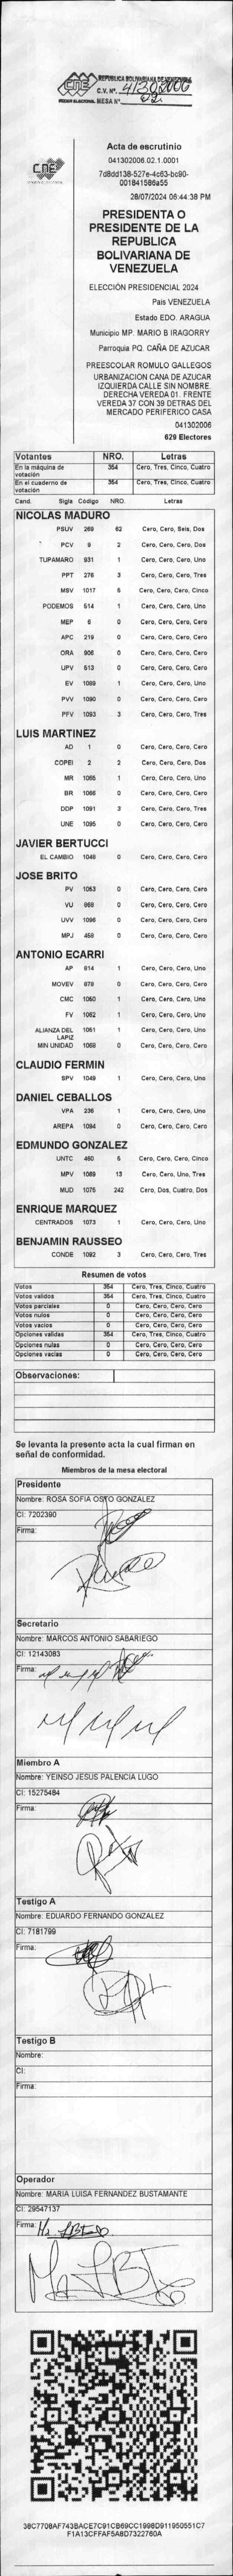 CNE
REPUBLICA BOLIVARIANA DE VENEZUELA
C.V. Nº. 41302006
PODER ELECTORAL MESA Nº. 02
CNE
Acta de escrutinio
041302006.02.1.0001
7d8dd138-527e-4c63-bc90-
001841586a55
28/07/2024 06:44:38 PM
PRESIDENTA O
PRESIDENTE DE LA
REPUBLICA
BOLIVARIANA DE
VENEZUELA
ELECCIÓN PRESIDENCIAL 2024
Pais VENEZUELA
Estado EDO. ARAGUA
Municipio MP. MARIO B IRAGORRY
Parroquia PQ. CAÑA DE AZUCAR
PREESCOLAR ROMULO GALLEGOS
URBANIZACION CANA DE AZUCAR
IZQUIERDA CALLE SIN NOMBRE.
DERECHA VEREDA 01. FRENTE
VEREDA 37 CON 39 DETRAS DEL
MERCADO PERIFERICO CASA
041302006
629 Electores
Votantes NRO. Letras
En la máquina de votación 354 Cero, Tres, Cinco, Cuatro
En el cuaderno de votación 354 Cero, Tres, Cinco, Cuatro
Cand. Sigla Código NRO. Letras
NICOLAS MADURO
PSUV 269 62 Cero, Cero, Seis, Dos
PCV 9 2 Cero, Cero, Cero, Dos
TUPAMARO 931 1 Cero, Cero, Cero, Uno
PPT 276 3 Cero, Cero, Cero, Tres
MSV 1017 5 Cero, Cero, Cero, Cinco
PODEMOS 514 1 Cero, Cero, Cero, Uno
MEP 6 0 Cero, Cero, Cero, Cero
APC 219 0 Cero, Cero, Cero, Cero
ORA 906 0 Cero, Cero, Cero, Cero
UPV 513 0 Cero, Cero, Cero, Cero
EV 1089 1 Cero, Cero, Cero, Uno
PVV 1090 0 Cero, Cero, Cero, Cero
PFV 1093 3 Cero, Cero, Cero, Tres
LUIS MARTINEZ
AD 1 0 Cero, Cero, Cero, Cero
COPEI 2 2 Cero, Cero, Cero, Dos
MR 1065 1 Cero, Cero, Cero, Uno
BR 1066 0 Cero, Cero, Cero, Cero
DDP 1091 3 Cero, Cero, Cero, Tres
UNE 1095 0 Cero, Cero, Cero, Cero
JAVIER BERTUCCI
EL CAMBIO 1048 0 Cero, Cero, Cero, Cero
JOSE BRITO
PV 1053 0 Cero, Cero, Cero, Cero
VU 868 0 Cero, Cero, Cero, Cero
UVV 1096 0 Cero, Cero, Cero, Cero
MPJ 458 0 Cero, Cero, Cero, Cero
ANTONIO ECARRI
AP 814 1 Cero, Cero, Cero, Uno
MOVEV 879 0 Cero, Cero, Cero, Cero
CMC 1050 1 Cero, Cero, Cero, Uno
FV 1062 1 Cero, Cero, Cero, Uno
ALIANZA DEL LAPIZ 1051 1 Cero, Cero, Cero, Uno
MIN UNIDAD 1068 0 Cero, Cero, Cero, Cero
CLAUDIO FERMIN
SPV 1049 1 Cero, Cero, Cero, Uno
DANIEL CEBALLOS
VPA 236 1 Cero, Cero, Cero, Uno
AREPA 1094 0 Cero, Cero, Cero, Cero
EDMUNDO GONZALEZ
UNTC 460 5 Cero, Cero, Cero, Cinco
MPV 1069 13 Cero, Cero, Uno, Tres
MUD 1075 242 Cero, Dos, Cuatro, Dos
ENRIQUE MARQUEZ
CENTRADOS 1073 1 Cero, Cero, Cero, Uno
BENJAMIN RAUSSEO
CONDE 1092 3 Cero, Cero, Cero, Tres
Resumen de votos
Votos 354 Cero, Tres, Cinco, Cuatro
Votos validos 354 Cero, Tres, Cinco, Cuatro
Votos parciales 0 Cero, Cero, Cero, Cero
Votos nulos 0 Cero, Cero, Cero, Cero
Votos vacios 0 Cero, Cero, Cero, Cero
Opciones validas 354 Cero, Tres, Cinco, Cuatro
Opciones nulas 0 Cero, Cero, Cero, Cero
Opciones vacias 0 Cero, Cero, Cero, Cero
Observaciones:
Se levanta la presente acta la cual firman en
señal de conformidad.
Miembros de la mesa electoral
Presidente
Nombre: ROSA SOFIA OSTO GONZALEZ
CI: 7202390
Firma:
Secretario
Nombre: MARCOS ANTONIO SABARIEGO
CI: 12143083
Firma:
Miembro A
Nombre: YEINSO JESUS PALENCIA LUGO
CI: 15275484
Firma:
Testigo A
Nombre: EDUARDO FERNANDO GONZALEZ
CI: 7181799
Firma:
Testigo B
Nombre:
CI:
Firma:
Operador
Nombre: MARIA LUISA FERNANDEZ BUSTAMANTE
CI: 29547137
Firma:
38C7708AF743BACE7C91CB69CC1998D911950551C7
F1A13CFFAF5A8D7322760A